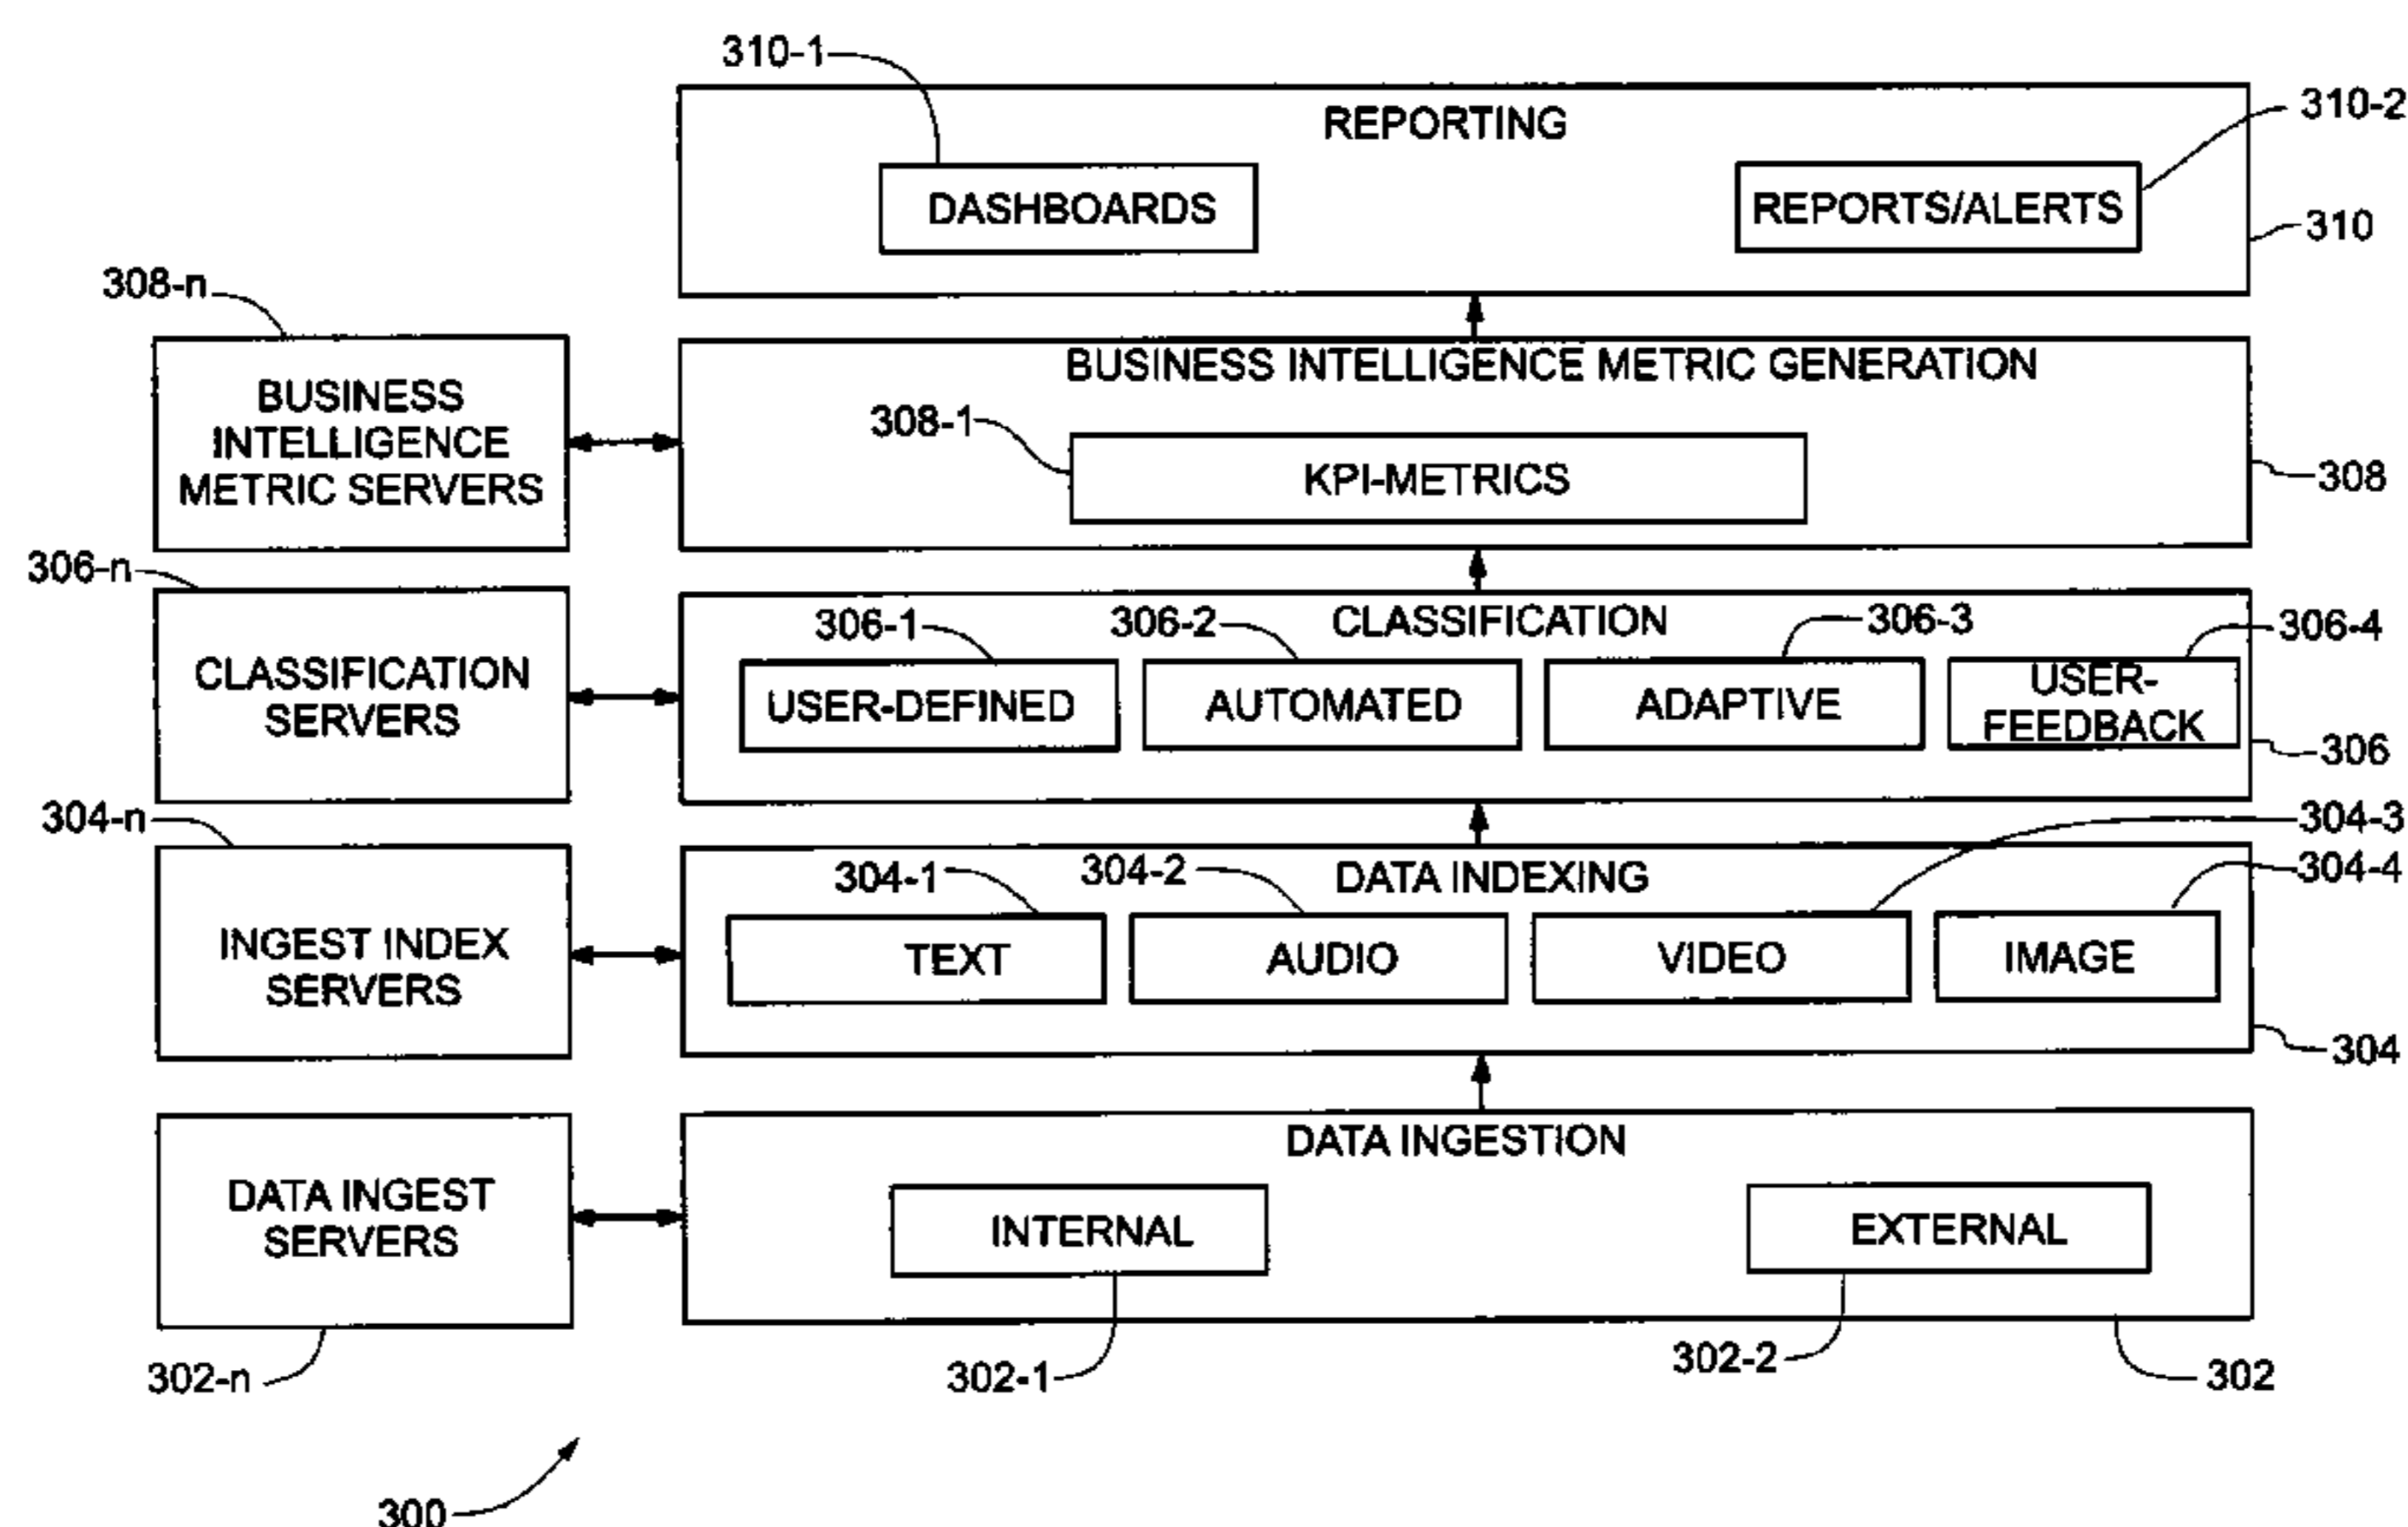 310-1
REPORTING
310-2
DASHBOARDS
REPORTS/ALERTS
310
308-n
BUSINESS
INTELLIGENCE
METRIC SERVERS
BUSINESS INTELLIGENCE METRIC GENERATION
308-1
KPI-METRICS
308
306-n
CLASSIFICATION
SERVERS
306-1
306-2
CLASSIFICATION
306-3
306-4
USER-DEFINED
AUTOMATED
ADAPTIVE
USER-
FEEDBACK
306
304-n
INGEST INDEX
SERVERS
304-1
304-2
DATA INDEXING
304-3
304-4
TEXT
AUDIO
VIDEO
IMAGE
304
DATA INGEST
SERVERS
DATA INGESTION
INTERNAL
EXTERNAL
302-n
302-1
302-2
302
300